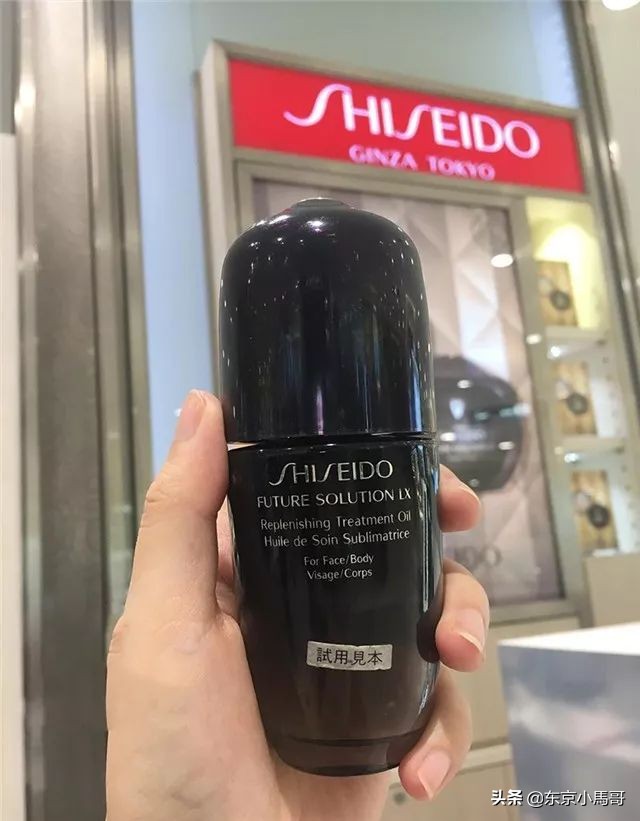 SHISEIDO
GINZA TOKYO
SHISEIDO
FUTURE SOLUTION LX
Replenishing Treatment Oil
Huile de Soin Sublimatrice
For Face/Body
Visage/Corps
試用見本
头条 @东京小馬哥